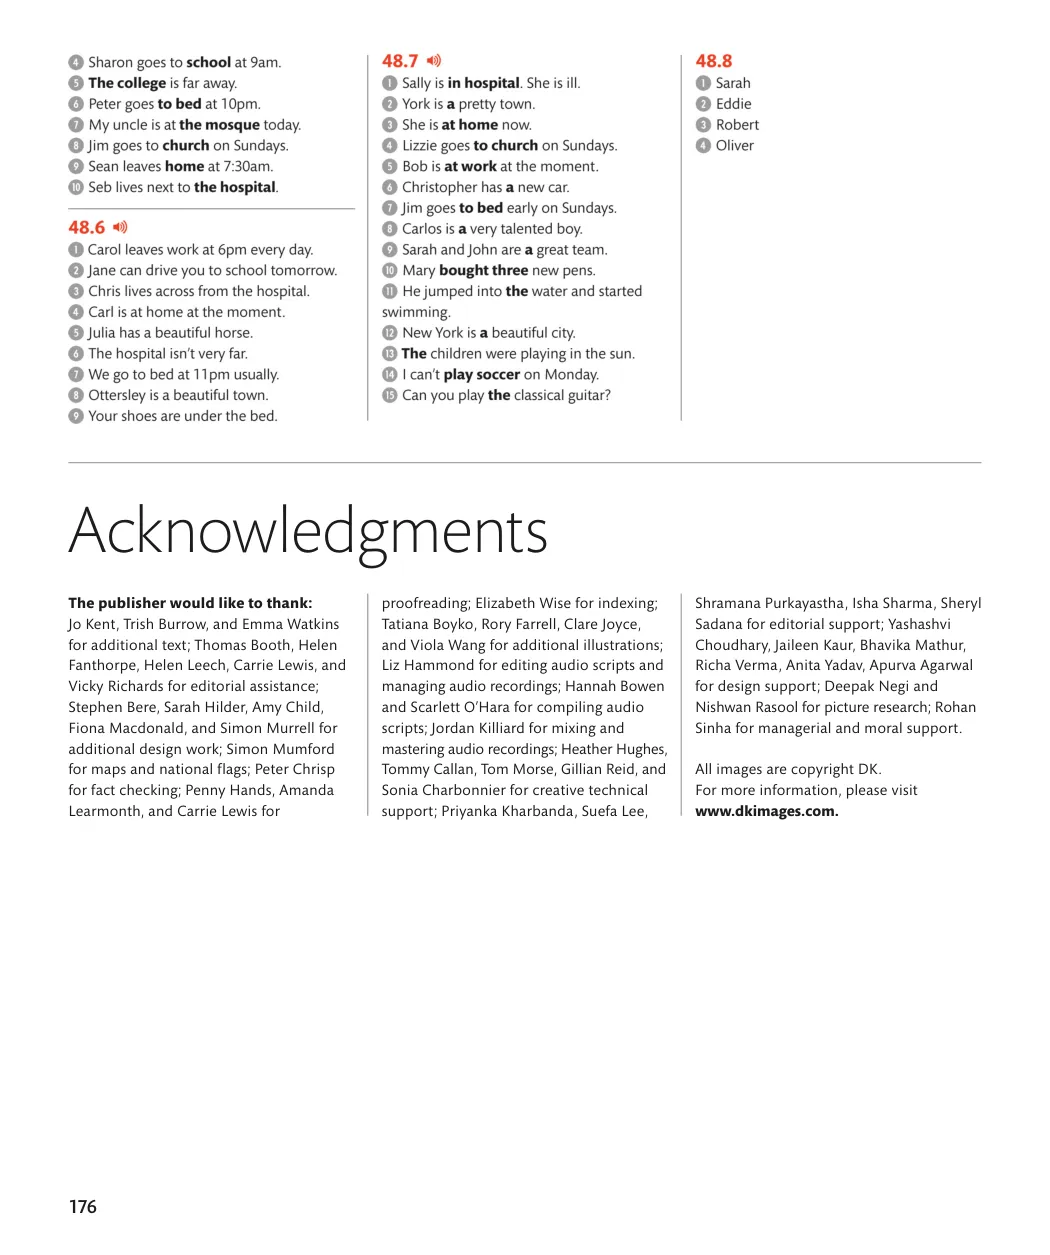 4 Sharon goes to school at 9am.
5 The college is far away.
6 Peter goes to bed at 10pm.
7 My uncle is at the mosque today.
8 Jim goes to church on Sundays.
9 Sean leaves home at 7:30am.
10 Seb lives next to the hospital.
48.6
1 Carol leaves work at 6pm every day.
2 Jane can drive you to school tomorrow.
3 Chris lives across from the hospital.
4 Carl is at home at the moment.
5 Julia has a beautiful horse.
6 The hospital isn’t very far.
7 We go to bed at 11pm usually.
8 Ottersley is a beautiful town.
9 Your shoes are under the bed.
48.7
1 Sally is in hospital. She is ill.
2 York is a pretty town.
3 She is at home now.
4 Lizzie goes to church on Sundays.
5 Bob is at work at the moment.
6 Christopher has a new car.
7 Jim goes to bed early on Sundays.
8 Carlos is a very talented boy.
9 Sarah and John are a great team.
10 Mary bought three new pens.
11 He jumped into the water and started
swimming.
12 New York is a beautiful city.
13 The children were playing in the sun.
14 I can’t play soccer on Monday.
15 Can you play the classical guitar?
48.8
1 Sarah
2 Eddie
3 Robert
4 Oliver
Acknowledgments
The publisher would like to thank:
Jo Kent, Trish Burrow, and Emma Watkins
for additional text; Thomas Booth, Helen
Fanthorpe, Helen Leech, Carrie Lewis, and
Vicky Richards for editorial assistance;
Stephen Bere, Sarah Hilder, Amy Child,
Fiona Macdonald, and Simon Murrell for
additional design work; Simon Mumford
for maps and national flags; Peter Chrisp
for fact checking; Penny Hands, Amanda
Learmonth, and Carrie Lewis for
proofreading; Elizabeth Wise for indexing;
Tatiana Boyko, Rory Farrell, Clare Joyce,
and Viola Wang for additional illustrations;
Liz Hammond for editing audio scripts and
managing audio recordings; Hannah Bowen
and Scarlett O’Hara for compiling audio
scripts; Jordan Killiard for mixing and
mastering audio recordings; Heather Hughes,
Tommy Callan, Tom Morse, Gillian Reid, and
Sonia Charbonnier for creative technical
support; Priyanka Kharbanda, Suefa Lee,
Shramana Purkayastha, Isha Sharma, Sheryl
Sadana for editorial support; Yashashvi
Choudhary, Jaileen Kaur, Bhavika Mathur,
Richa Verma, Anita Yadav, Apurva Agarwal
for design support; Deepak Negi and
Nishwan Rasool for picture research; Rohan
Sinha for managerial and moral support.
All images are copyright DK.
For more information, please visit
www.dkimages.com.
176